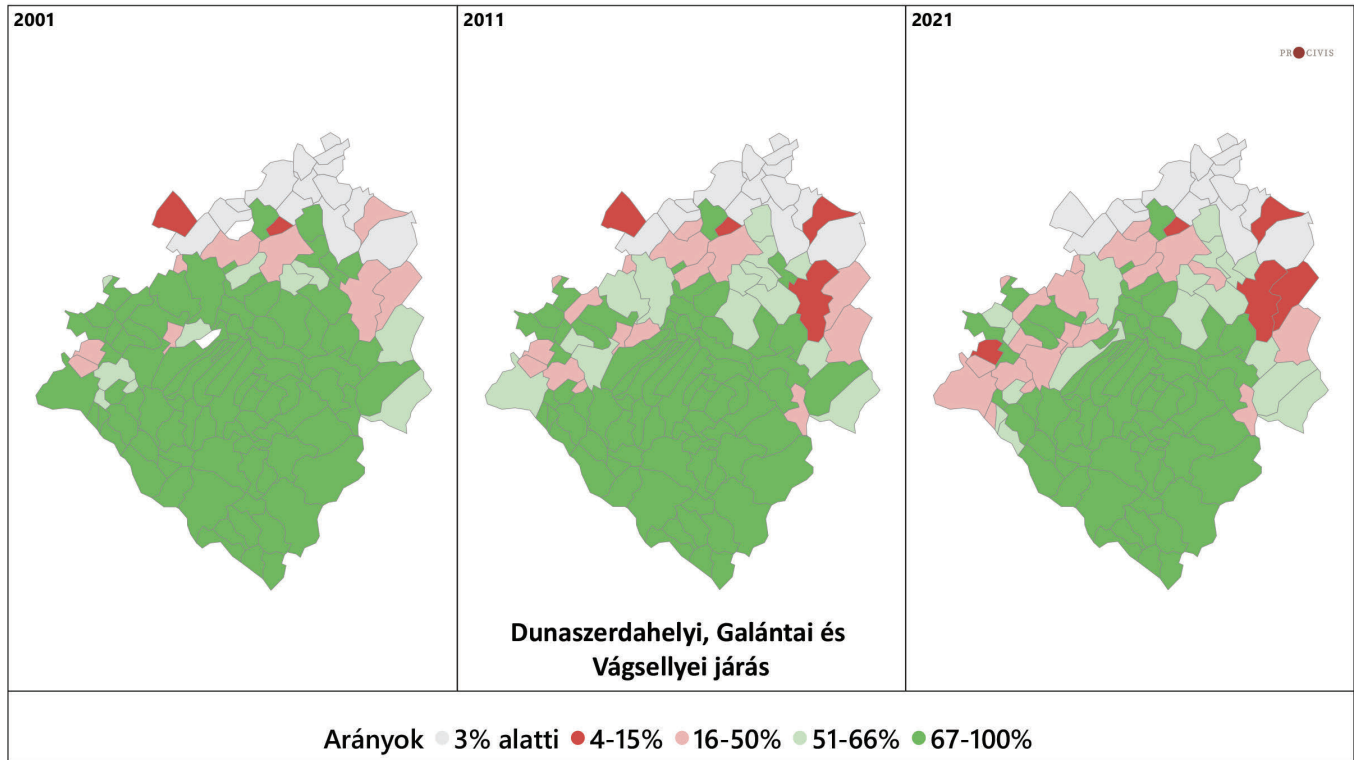 2001
2011
2021
PROCIVIS
Dunaszerdahelyi, Galántai és
Vágsellyei járás
Arányok 3% alatti 4-15% 16-50% 51-66% 67-100%